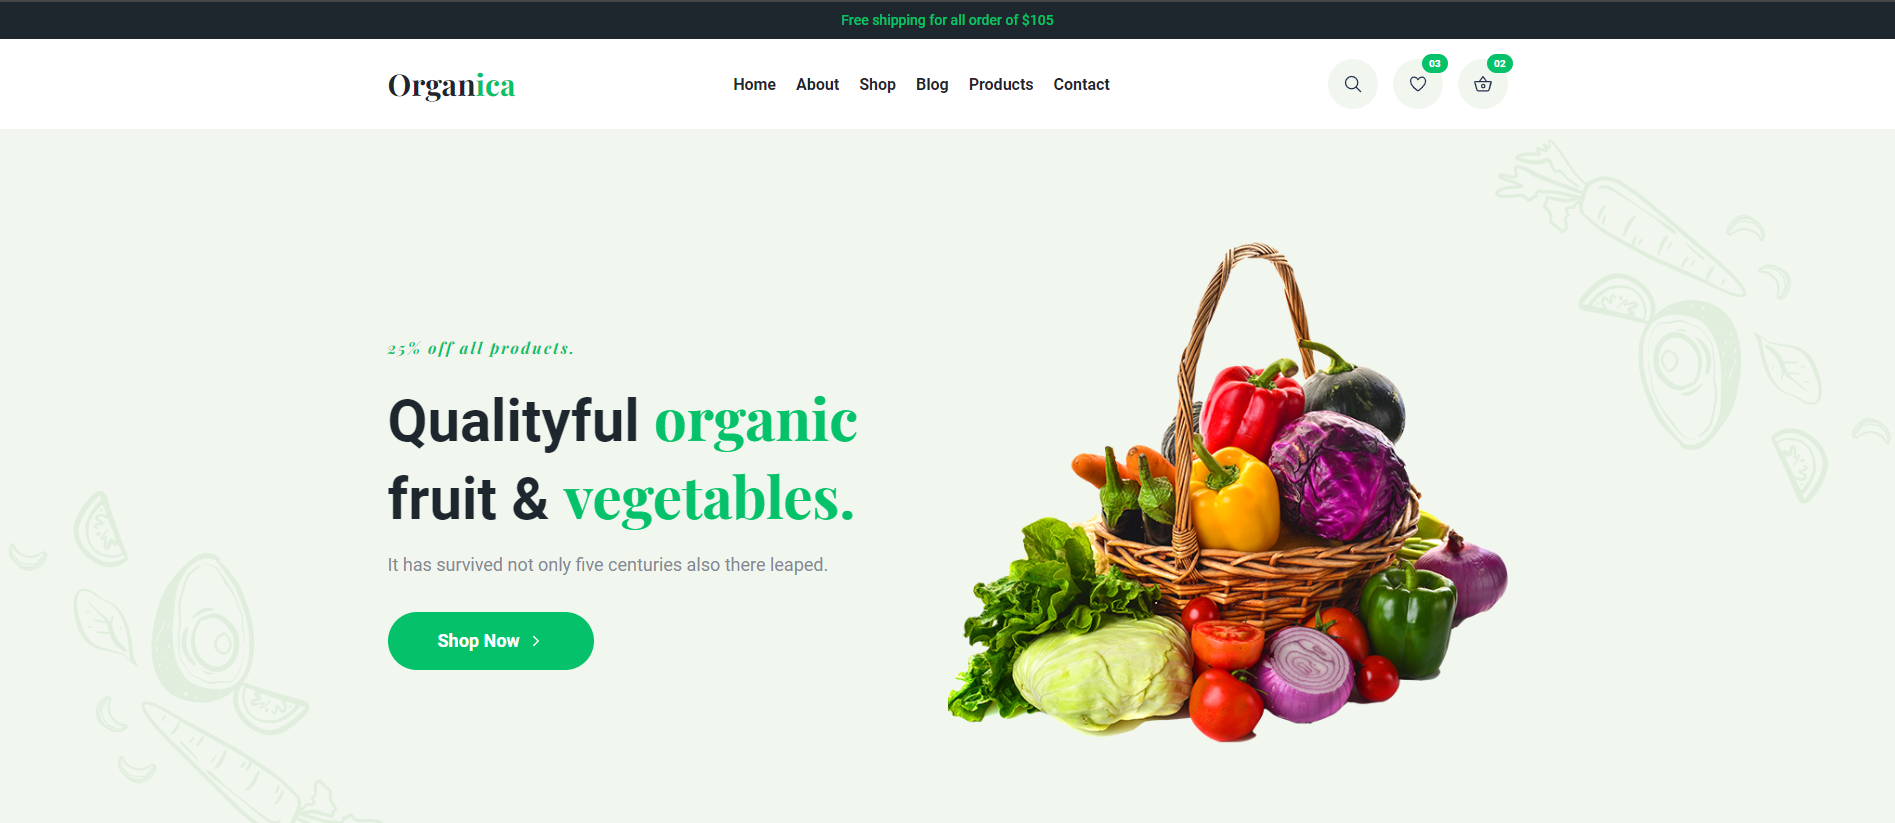 Free shipping for all order of $105
Organica
Home About Shop Blog Products Contact
03
02
25% off all products.
Qualityful organic
fruit & vegetables.
It has survived not only five centuries also there leaped.
Shop Now